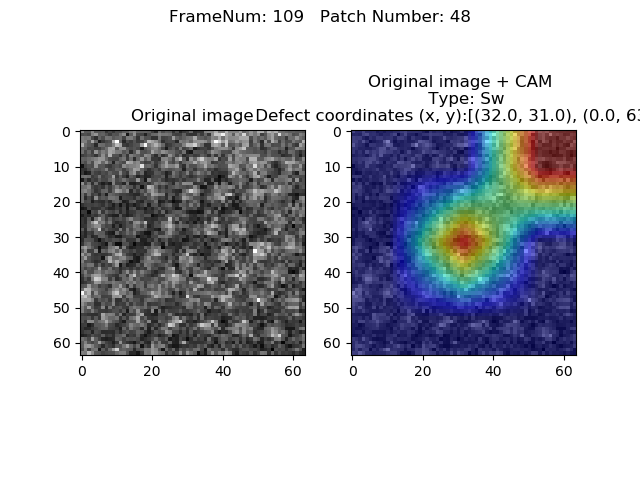 FrameNum: 109   Patch Number: 48
Original image + CAM
Type: Sw
Original image
Defect coordinates (x, y):[(32.0, 31.0), (0.0, 63
0
10
20
30
40
50
60
0 20 40 60
0
10
20
30
40
50
60
0 20 40 60